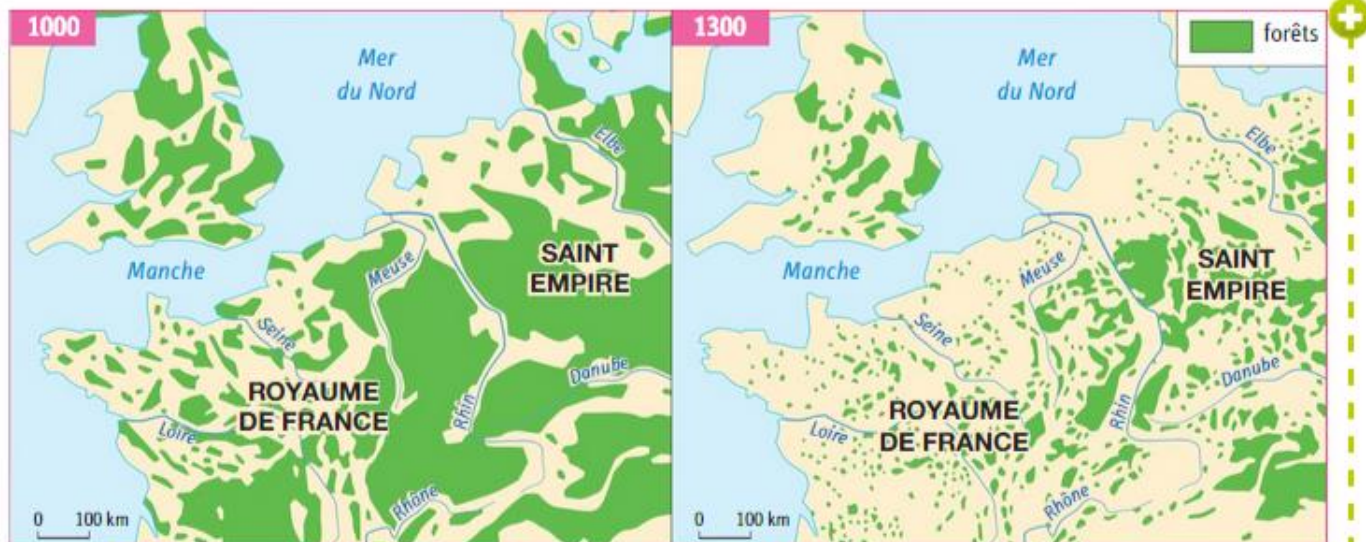 1000
Mer
du Nord
Elbe
SAINT
EMPIRE
Manche
Meuse
Seine
ROYAUME
DE FRANCE
Danube
Rhin
Loire
Rhône
0 100 km
1300
forêts
Mer
du Nord
Elbe
SAINT
EMPIRE
Manche
Meuse
Seine
ROYAUME
DE FRANCE
Danube
Rhin
Loire
Rhône
0 100 km